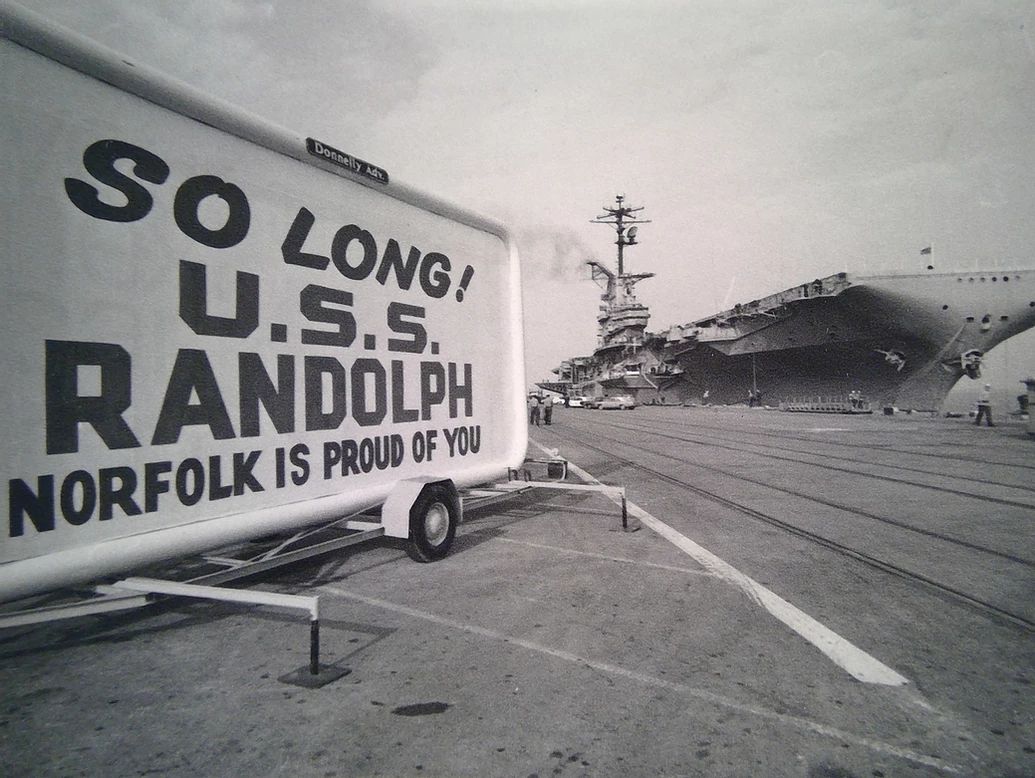 Donnelly Adv.
SO LONG!
U.S.S.
RANDOLPH
NORFOLK IS PROUD OF YOU